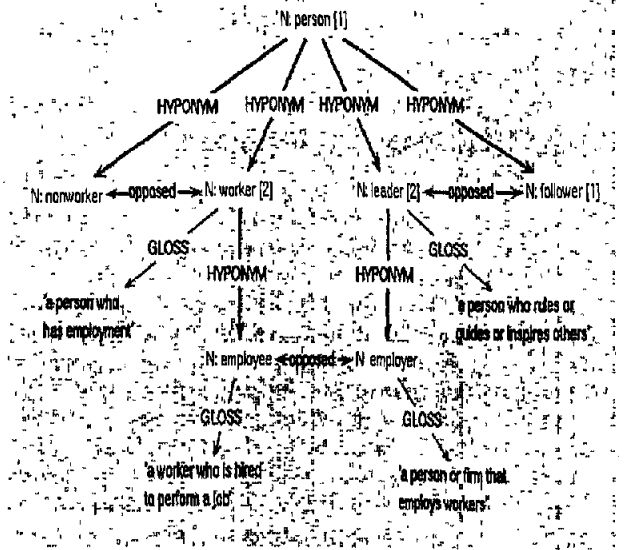 N: person [1]
HYPONYM HYPONYM HYPONYM HYPONYM
N: nonworker opposed N: worker [2] N: leader [2] opposed N: follower [1]
GLOSS GLOSS
HYPONYM HYPONYM
'a person who
has employment'
'a person who rules or
guides or inspires others'
N: employee opposed N employer
GLOSS GLOSS
'a worker who is hired
to perform a job'
'a person or firm that
employs workers'